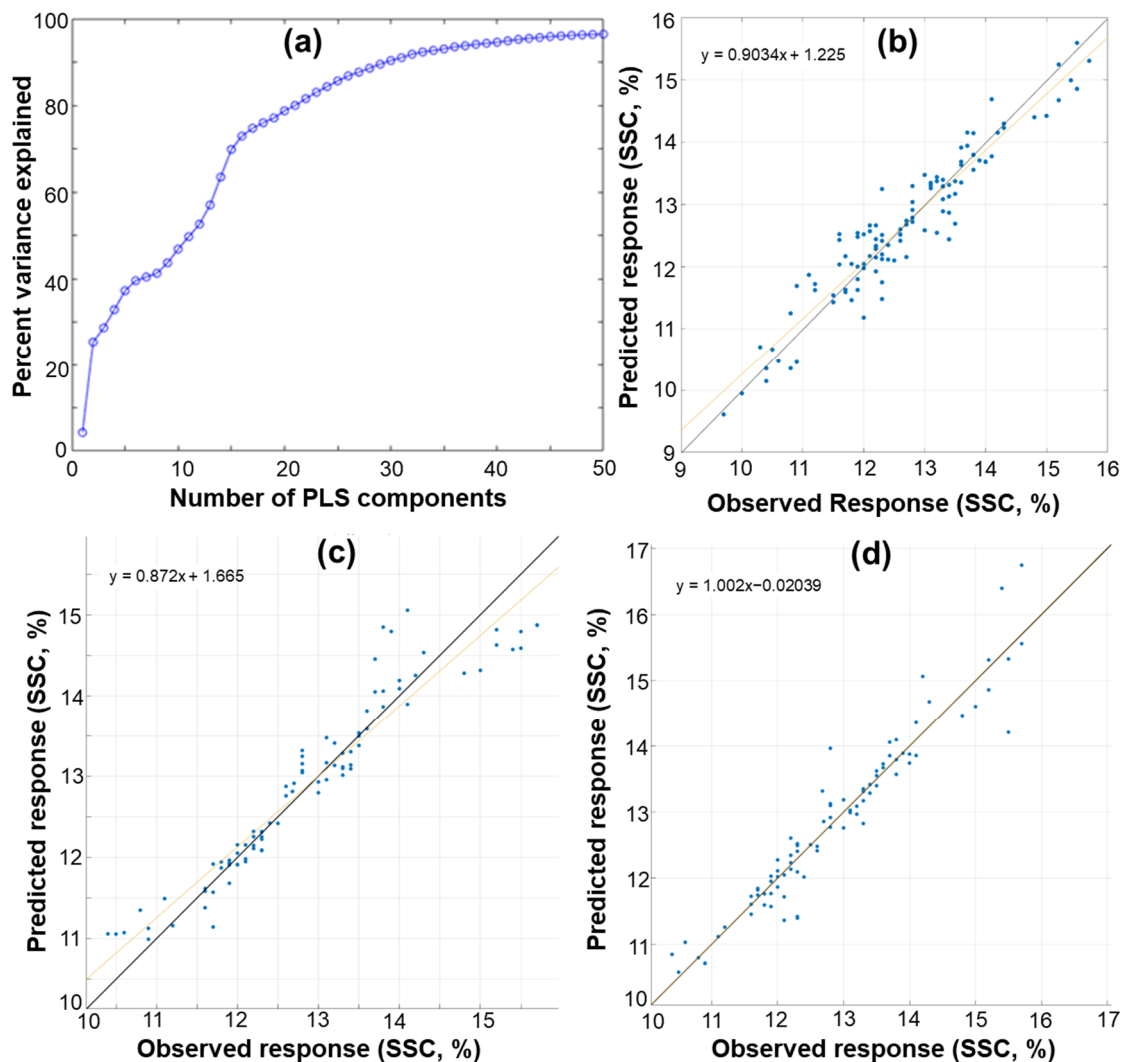 (a)
Percent variance explained
100
80
60
40
20
0
0 10 20 30 40 50
Number of PLS components
(b)
y = 0.9034x + 1.225
Predicted response (SSC, %)
16
15
14
13
12
11
10
9
9 10 11 12 13 14 15 16
Observed Response (SSC, %)
(c)
y = 0.872x + 1.665
Predicted response (SSC, %)
15
14
13
12
11
10
10 11 12 13 14 15
Observed response (SSC, %)
(d)
y = 1.002x−0.02039
Predicted response (SSC, %)
17
16
15
14
13
12
11
10
10 11 12 13 14 15 16 17
Observed response (SSC, %)